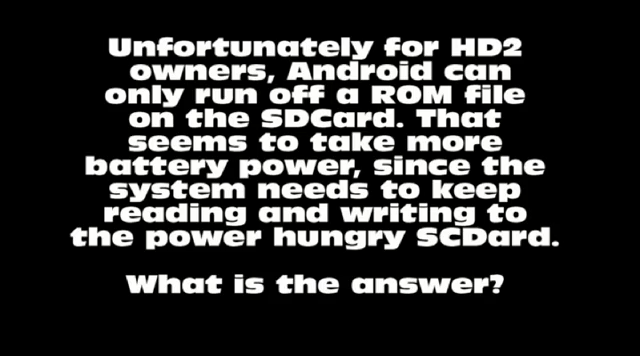 Unfortunately for HD2
owners, Android can
only run off a ROM file
on the SDCard. That
seems to take more
battery power, since the
system needs to keep
reading and writing to
the power hungry SCDard.
What is the answer?